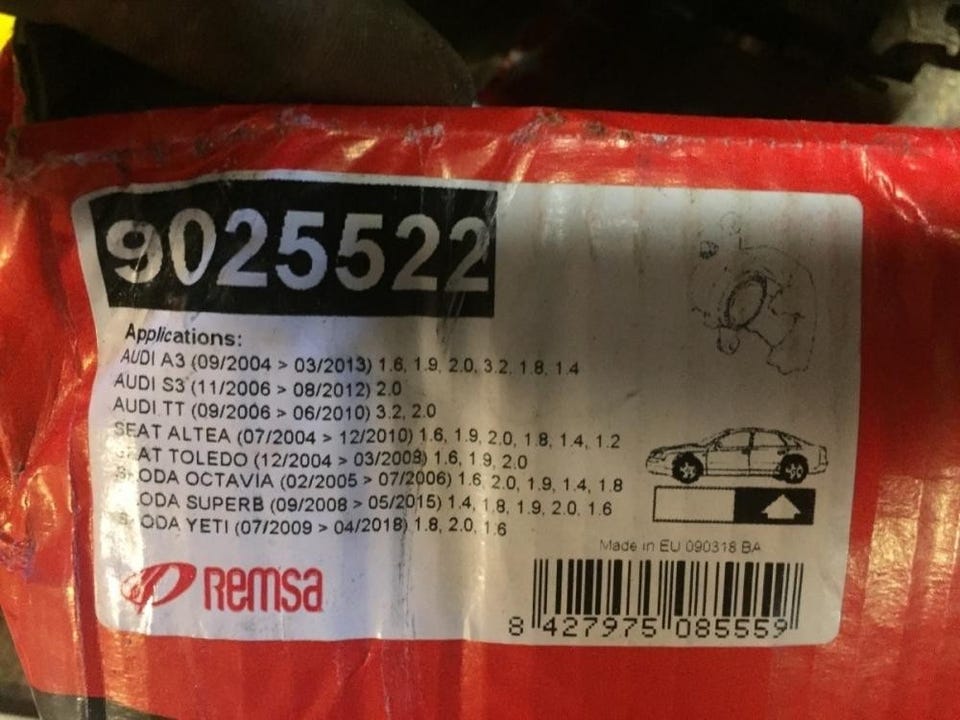 9025522
Applications:
AUDI A3 (09/2004 > 03/2013) 1.6, 1.9, 2.0, 3.2, 1.8, 1.4
AUDI S3 (11/2006 > 08/2012) 2.0
AUDI TT (09/2006 > 06/2010) 3.2, 2.0
SEAT ALTEA (07/2004 > 12/2010) 1.6, 1.9, 2.0, 1.8, 1.4, 1.2
SEAT TOLEDO (12/2004 > 03/2009) 1.6, 1.9, 2.0
SKODA OCTAVIA (02/2005 > 07/2006) 1.6, 2.0, 1.9, 1.4, 1.8
SKODA SUPERB (09/2008 > 05/2015) 1.4, 1.8, 1.9, 2.0, 1.6
SKODA YETI (07/2009 > 04/2018) 1.8, 2.0, 1.6
Made in EU 090318 BA
Remsa
8 427975 085559